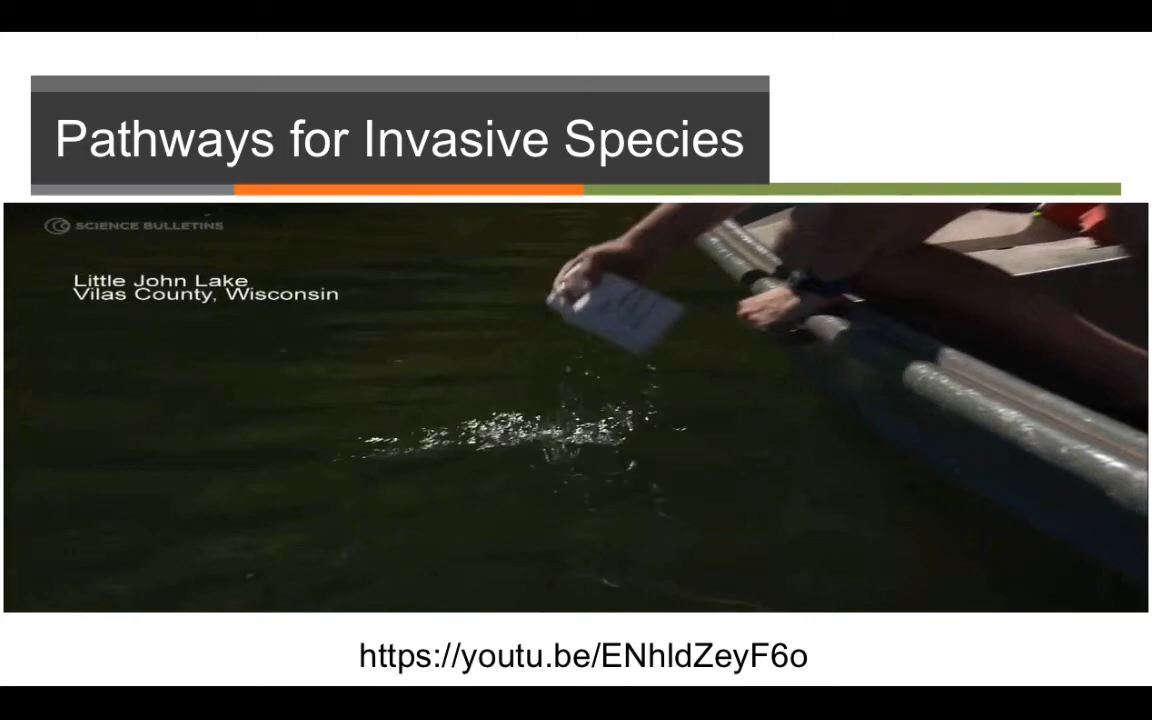 Pathways for Invasive Species
SCIENCE BULLETINS
Little John Lake
Vilas County, Wisconsin
https://youtu.be/ENhldZeyF6o